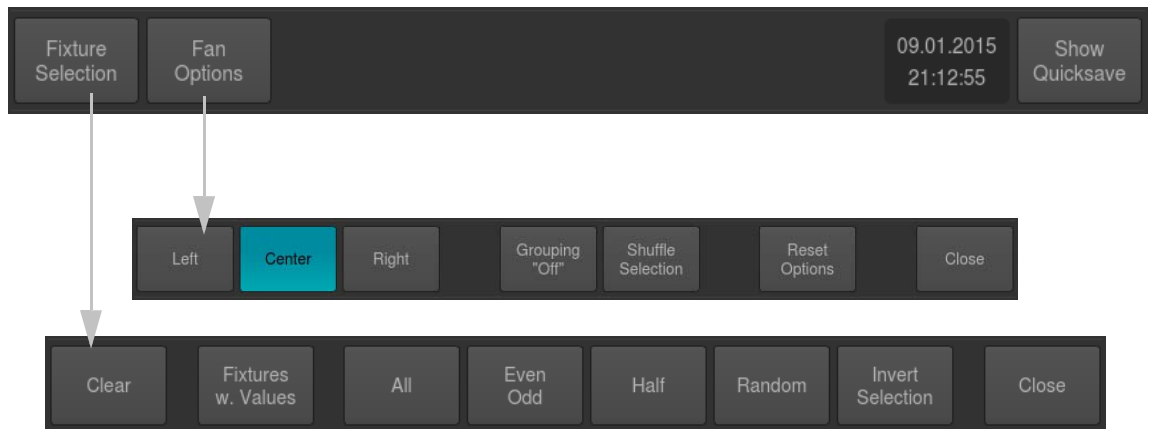 Fixture
Selection
Fan
Options
09.01.2015
21:12:55
Show
Quicksave
Left
Center
Right
Grouping
"Off"
Shuffle
Selection
Reset
Options
Close
Clear
Fixtures
w. Values
All
Even
Odd
Half
Random
Invert
Selection
Close